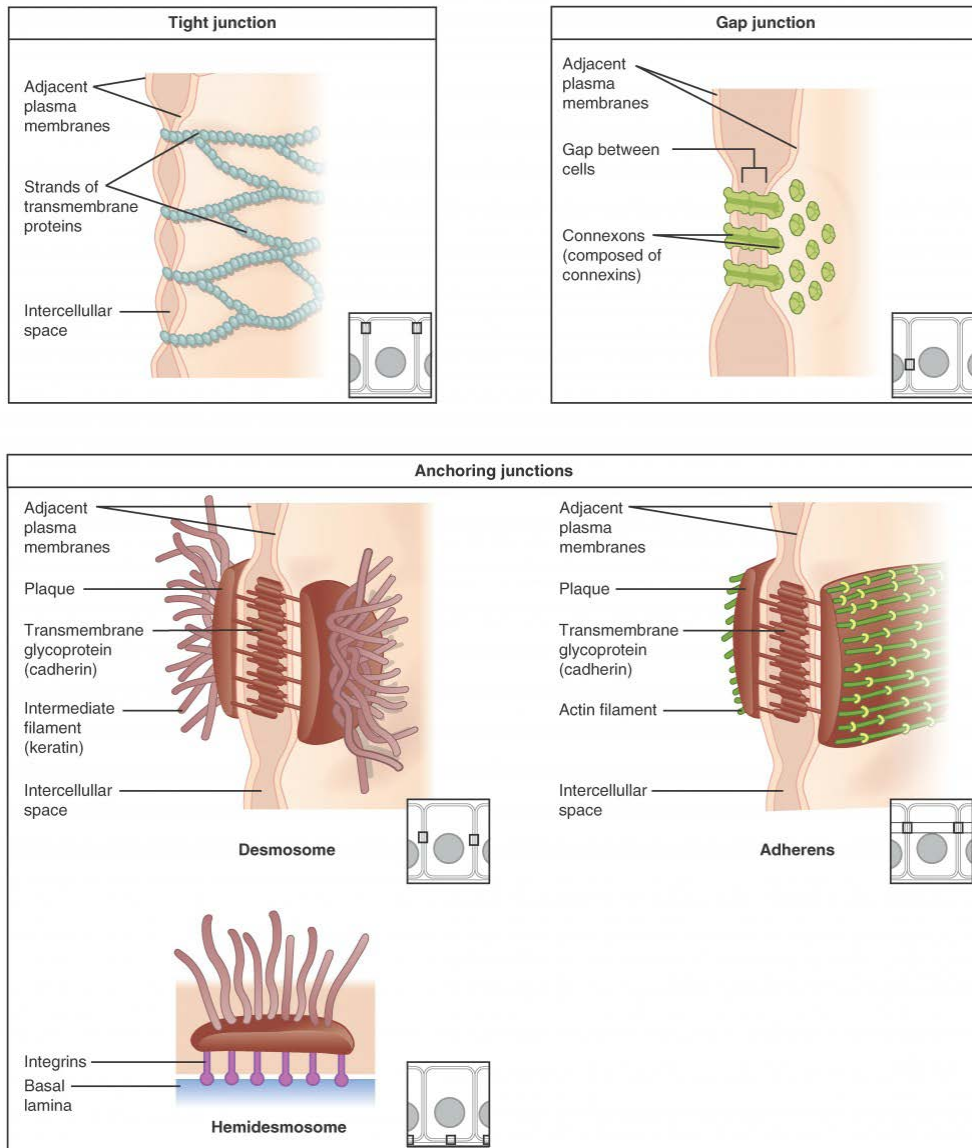 Tight junction
Adjacent
plasma
membranes
Strands of
transmembrane
proteins
Intercellular
space
Gap junction
Adjacent
plasma
membranes
Gap between
cells
Connexons
(composed of
connexins)
Anchoring junctions
Adjacent
plasma
membranes
Plaque
Transmembrane
glycoprotein
(cadherin)
Intermediate
filament
(keratin)
Intercellular
space
Desmosome
Adjacent
plasma
membranes
Plaque
Transmembrane
glycoprotein
(cadherin)
Actin filament
Intercellular
space
Adherens
Integrins
Basal
lamina
Hemidesmosome